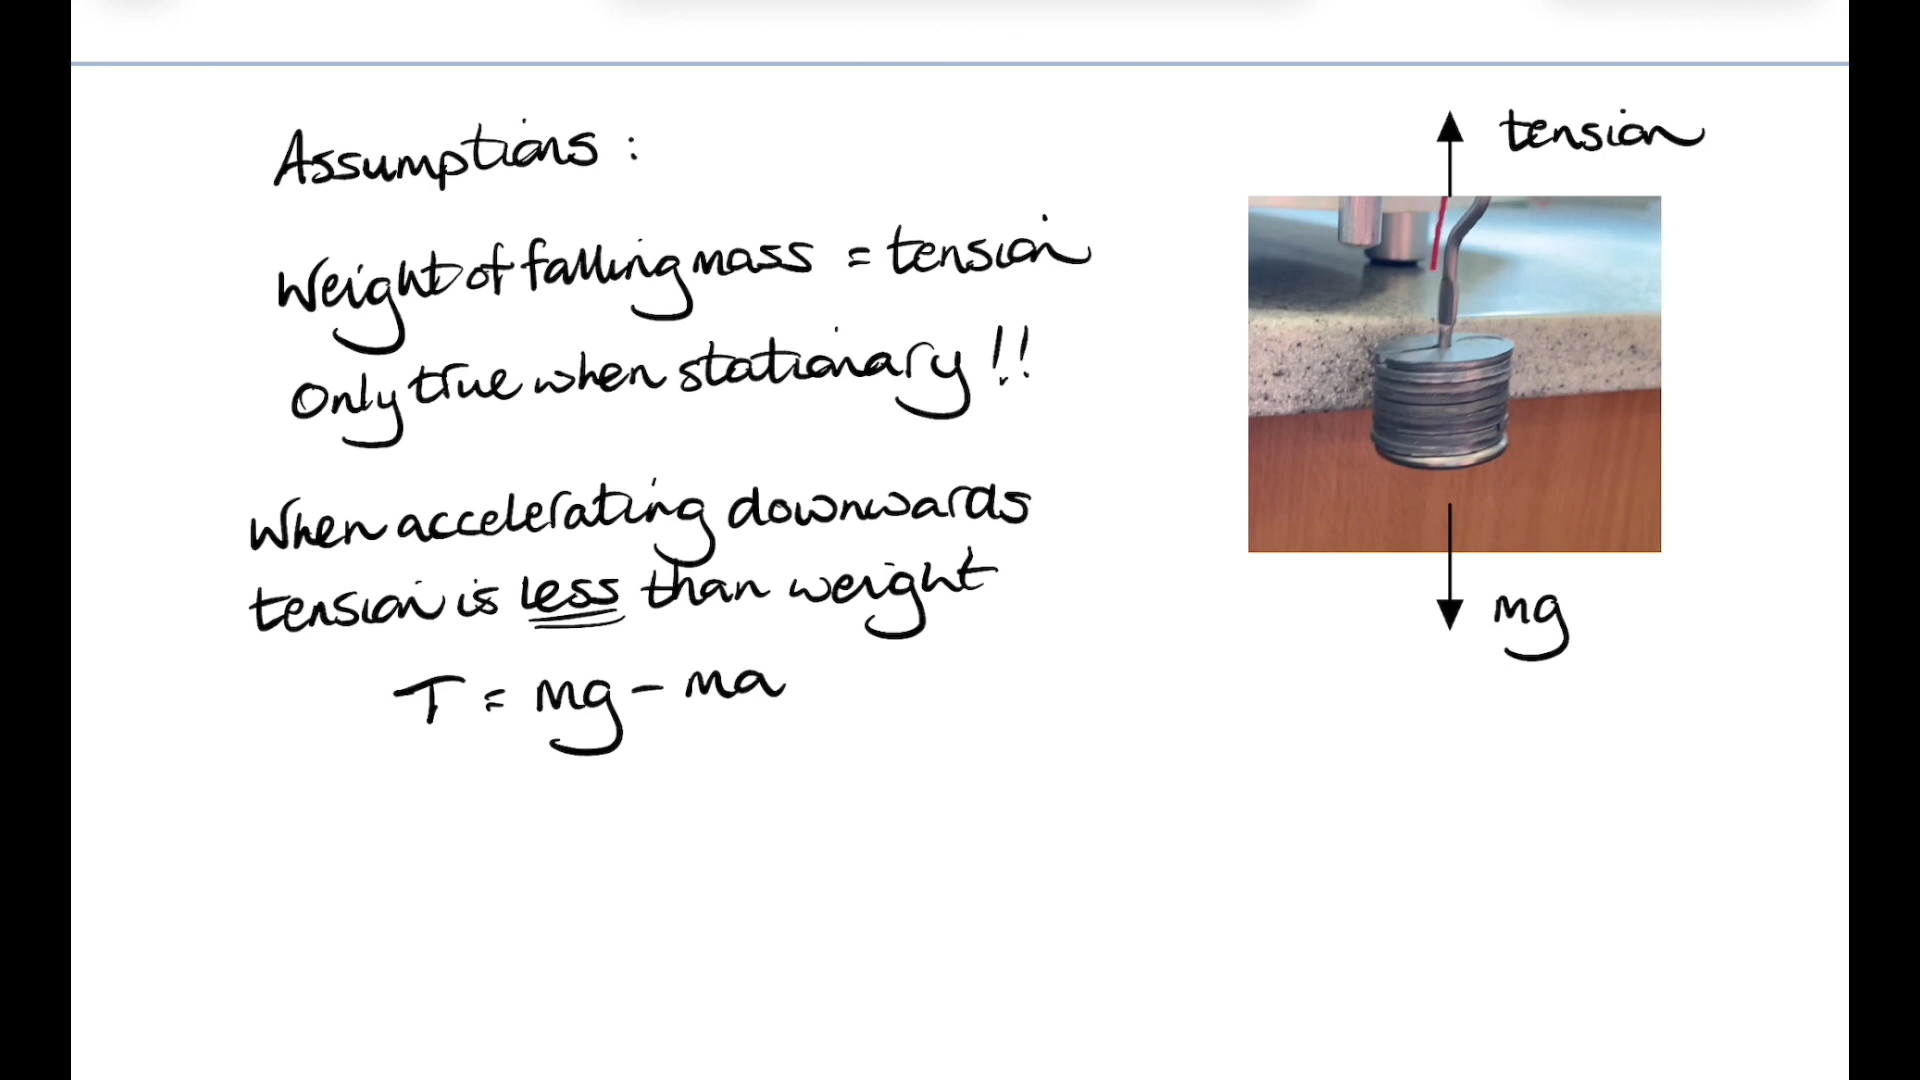 Assumptions :
Weight of falling mass = tension
Only true when stationary !!
When accelerating downwards
tension is less than weight
T = mg - ma
tension
mg